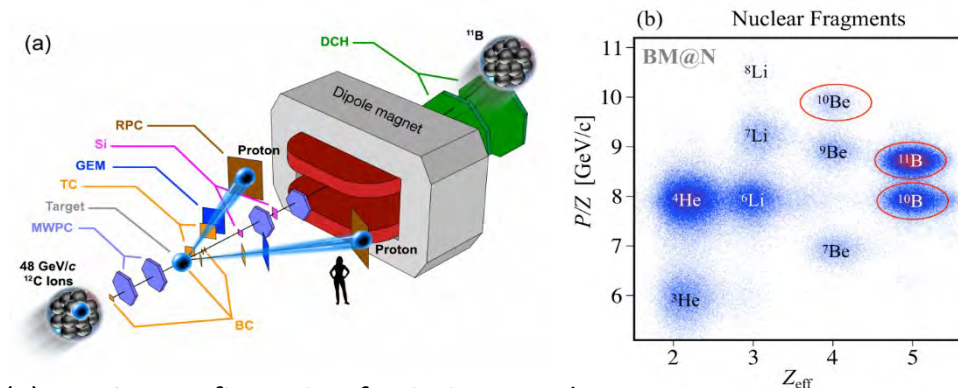 (a)
DCH
¹¹B
Dipole magnet
RPC
Si
GEM
TC
Target
MWPC
Proton
Proton
48 GeV/c
¹²C Ions
BC
(b) Nuclear Fragments
BM@N
P/Z [GeV/c]
11
10
9
8
7
6
⁸Li
¹⁰Be
⁷Li
⁹Be
¹¹B
⁴He
⁶Li
¹⁰B
⁷Be
³He
2 3 4 5
Zeff